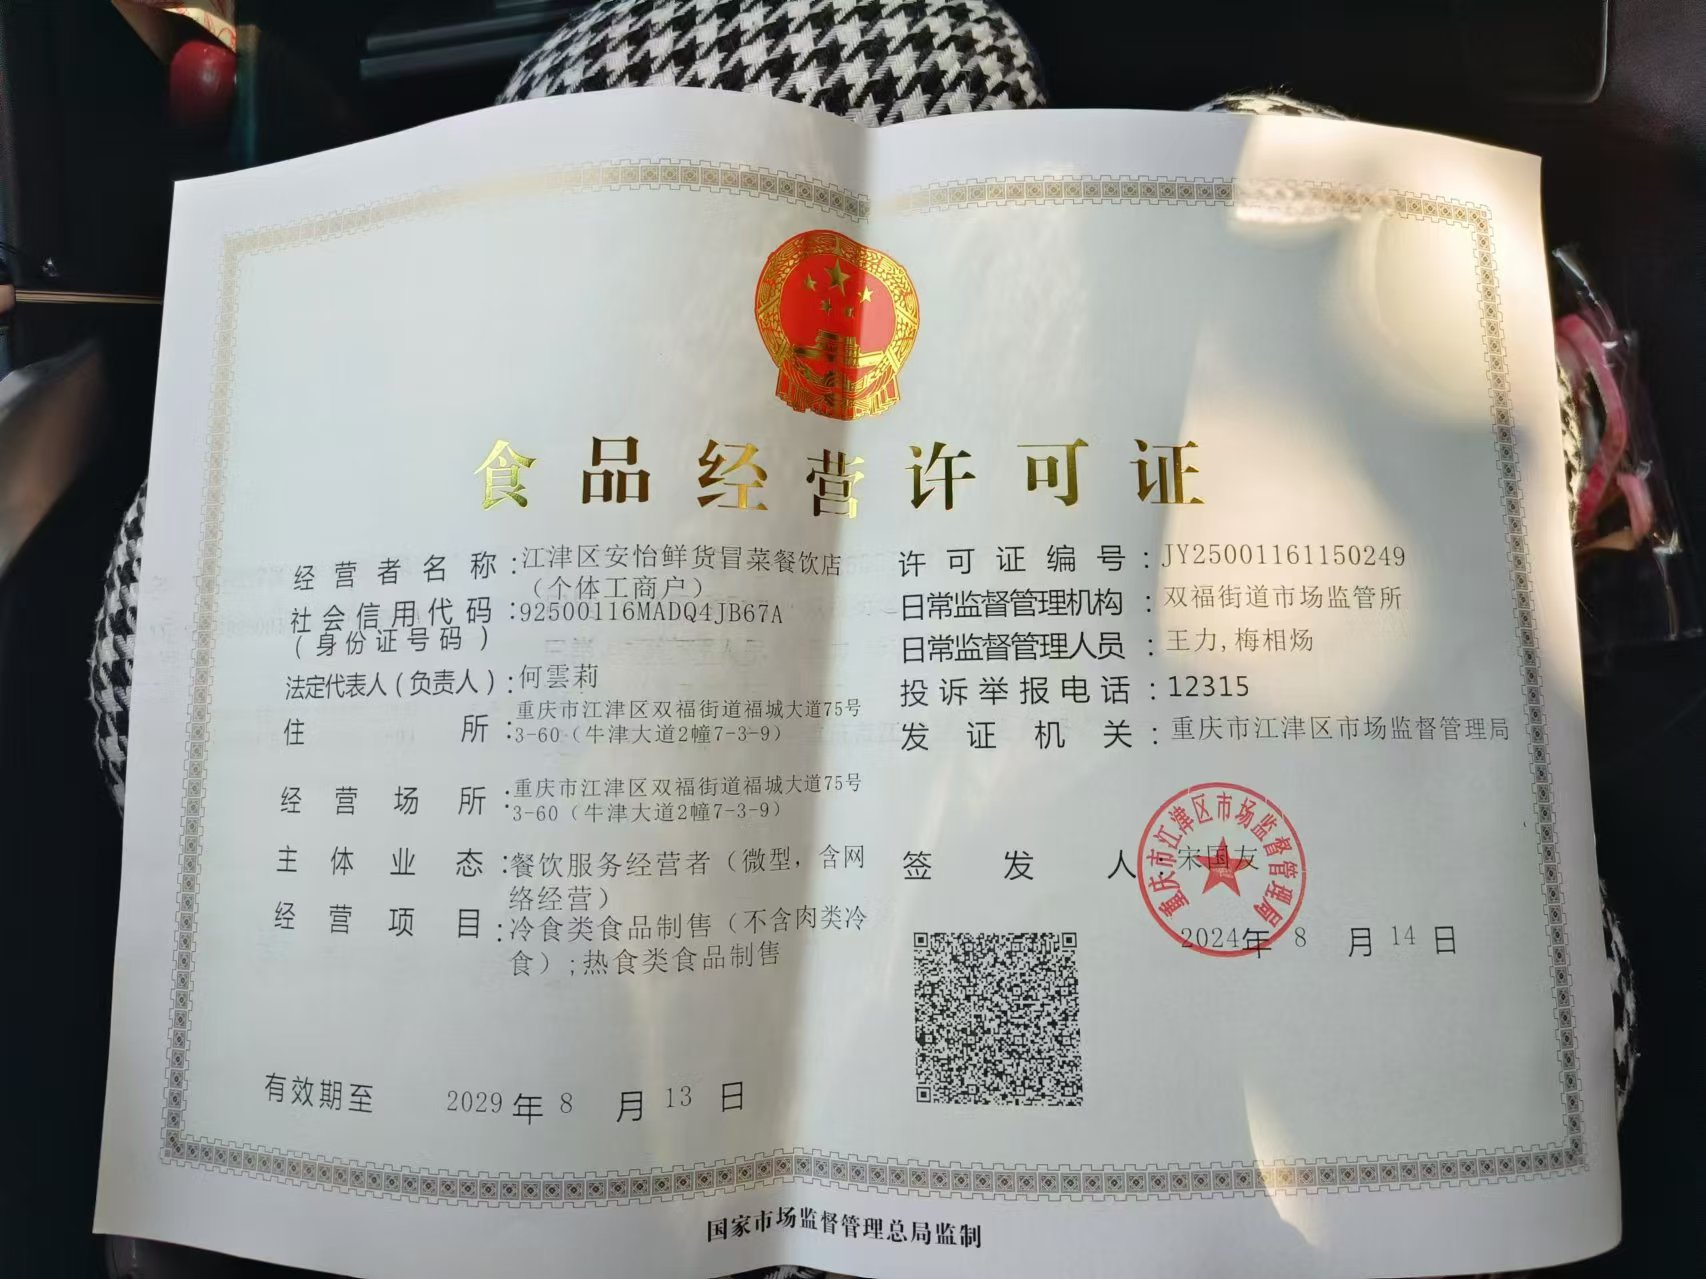 食品经营许可证
经营者名称:江津区安怡鲜货冒菜餐饮店
(个体工商户)
社会信用代码:92500116MADQ4JB67A
(身份证号码)
法定代表人(负责人):何雲莉
住所:重庆市江津区双福街道福城大道75号
3-60(牛津大道2幢7-3-9)
经营场所:重庆市江津区双福街道福城大道75号
3-60(牛津大道2幢7-3-9)
主体业态:餐饮服务经营者(微型,含网
络经营)
经营项目:冷食类食品制售(不含肉类冷
食);热食类食品制售
有效期至 2029年8月13日
许可证编号:JY25001161150249
日常监督管理机构:双福街道市场监管所
日常监督管理人员:王力,梅相炀
投诉举报电话:12315
发证机关:重庆市江津区市场监督管理局
签发人:宋国友
重庆市江津区市场监督管理局
2024年8月14日
国家市场监督管理总局监制